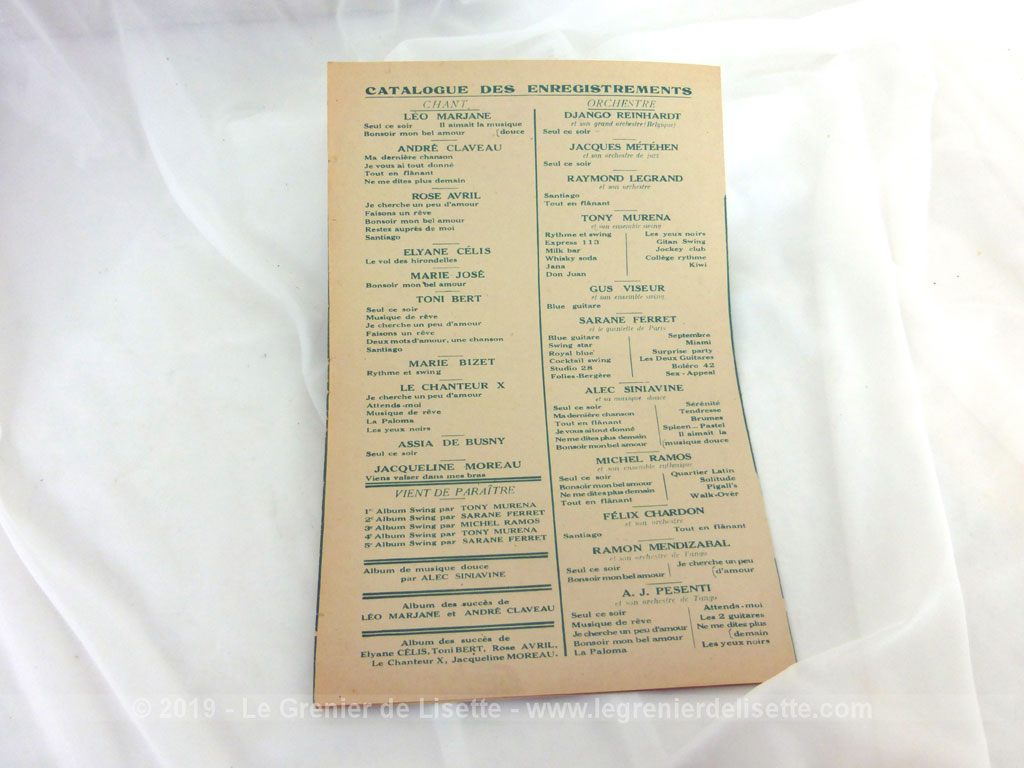 CATALOGUE DES ENREGISTREMENTS
CHANT
LÉO MARJANE
Seul ce soir Il aimait la musique
Bonsoir mon bel amour (douce
ANDRÉ CLAVEAU
Ma dernière chanson
Je vous ai tout donné
Tout en flânant
Ne me dites plus demain
ROSE AVRIL
Je cherche un peu d'amour
Faisons un rêve
Bonsoir mon bel amour
Restez auprès de moi
Santiago
ELYANE CÉLIS
Le vol des hirondelles
MARIE JOSÉ
Bonsoir mon bel amour
TONI BERT
Seul ce soir
Musique de rêve
Je cherche un peu d'amour
Faisons un rêve
Deux mots d'amour, une chanson
Santiago
MARIE BIZET
Rythme et swing
LE CHANTEUR X
Je cherche un peu d'amour
Attends-moi
Musique de rêve
La Paloma
Les yeux noirs
ASSIA DE BUSNY
Seul ce soir
JACQUELINE MOREAU
Viens valser dans mes bras
VIENT DE PARAÎTRE
1er Album Swing par TONY MURENA
2e Album Swing par SARANE FERRET
3e Album Swing par MICHEL RAMOS
4e Album Swing par TONY MURENA
5e Album Swing par SARANE FERRET
Album de musique douce
par ALEC SINIAVINE
Album des succès de
LÉO MARJANE et ANDRÉ CLAVEAU
Album des succès de
Elyane CÉLIS, Toni BERT, Rose AVRIL,
Le Chanteur X, Jacqueline MOREAU.
ORCHESTRE
DJANGO REINHARDT
et son grand orchestre (Belgique)
Seul ce soir
JACQUES MÉTÉHEN
et son orchestre de jazz
Seul ce soir
RAYMOND LEGRAND
et son orchestre
Santiago
Tout en flânant
TONY MURENA
et son ensemble swing
Rythme et swing Les yeux noirs
Express 113 Gitan Swing
Milk bar Jockey club
Whisky soda Collège rythme
Jana Kiwi
Don Juan
GUS VISEUR
et son ensemble swing
Blue guitare
SARANE FERRET
et le quintette de Paris
Blue guitare Septembre
Swing star Miami
Royal blue Surprise party
Cocktail swing Les Deux Guitares
Studio 28 Boléro 42
Folies-Bergère Sex-Appeal
ALEC SINIAVINE
et sa musique douce
Seul ce soir Sérénité
Ma dernière chanson Tendresse
Tout en flânant Brumes
Je vous ai tout donné Spleen... Pastel
Ne me dites plus demain Il aimait la
Bonsoir mon bel amour (musique douce
MICHEL RAMOS
et son ensemble rythmique
Seul ce soir Quartier Latin
Bonsoir mon bel amour Solitude
Ne me dites plus demain Pigall's
Tout en flânant Walk-Over
FÉLIX CHARDON
et son orchestre
Santiago Tout en flânant
RAMON MENDIZABAL
et son orchestre de Tango
Seul ce soir Je cherche un peu
Bonsoir mon bel amour (d'amour
A. J. PESENTI
et son orchestre de Tango
Seul ce soir Attends-moi
Musique de rêve Les 2 guitares
Je cherche un peu d'amour Ne me dites plus
Bonsoir mon bel amour (demain
La Paloma Les yeux noirs
© 2019 - Le Grenier de Lisette - www.legrenierdelisette.com